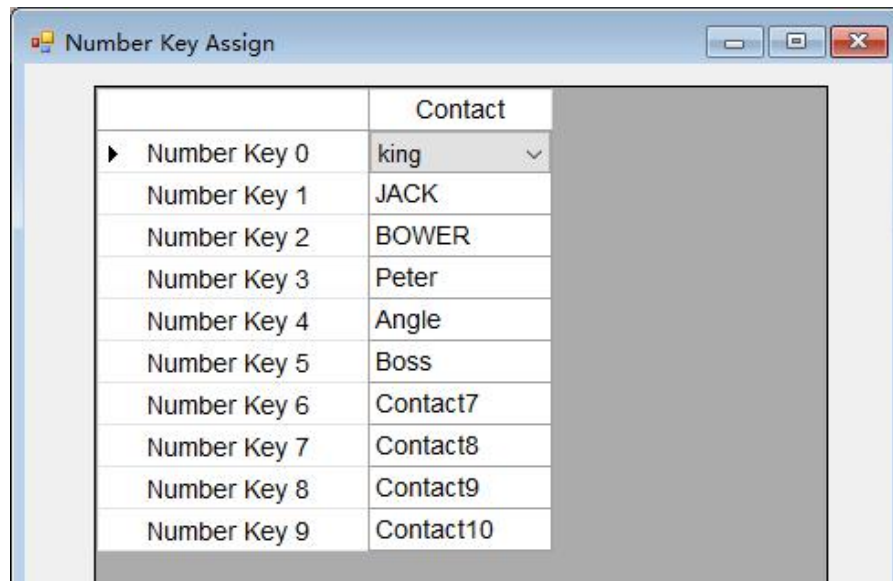 Number Key Assign
Contact
Number Key 0 king
Number Key 1 JACK
Number Key 2 BOWER
Number Key 3 Peter
Number Key 4 Angle
Number Key 5 Boss
Number Key 6 Contact7
Number Key 7 Contact8
Number Key 8 Contact9
Number Key 9 Contact10